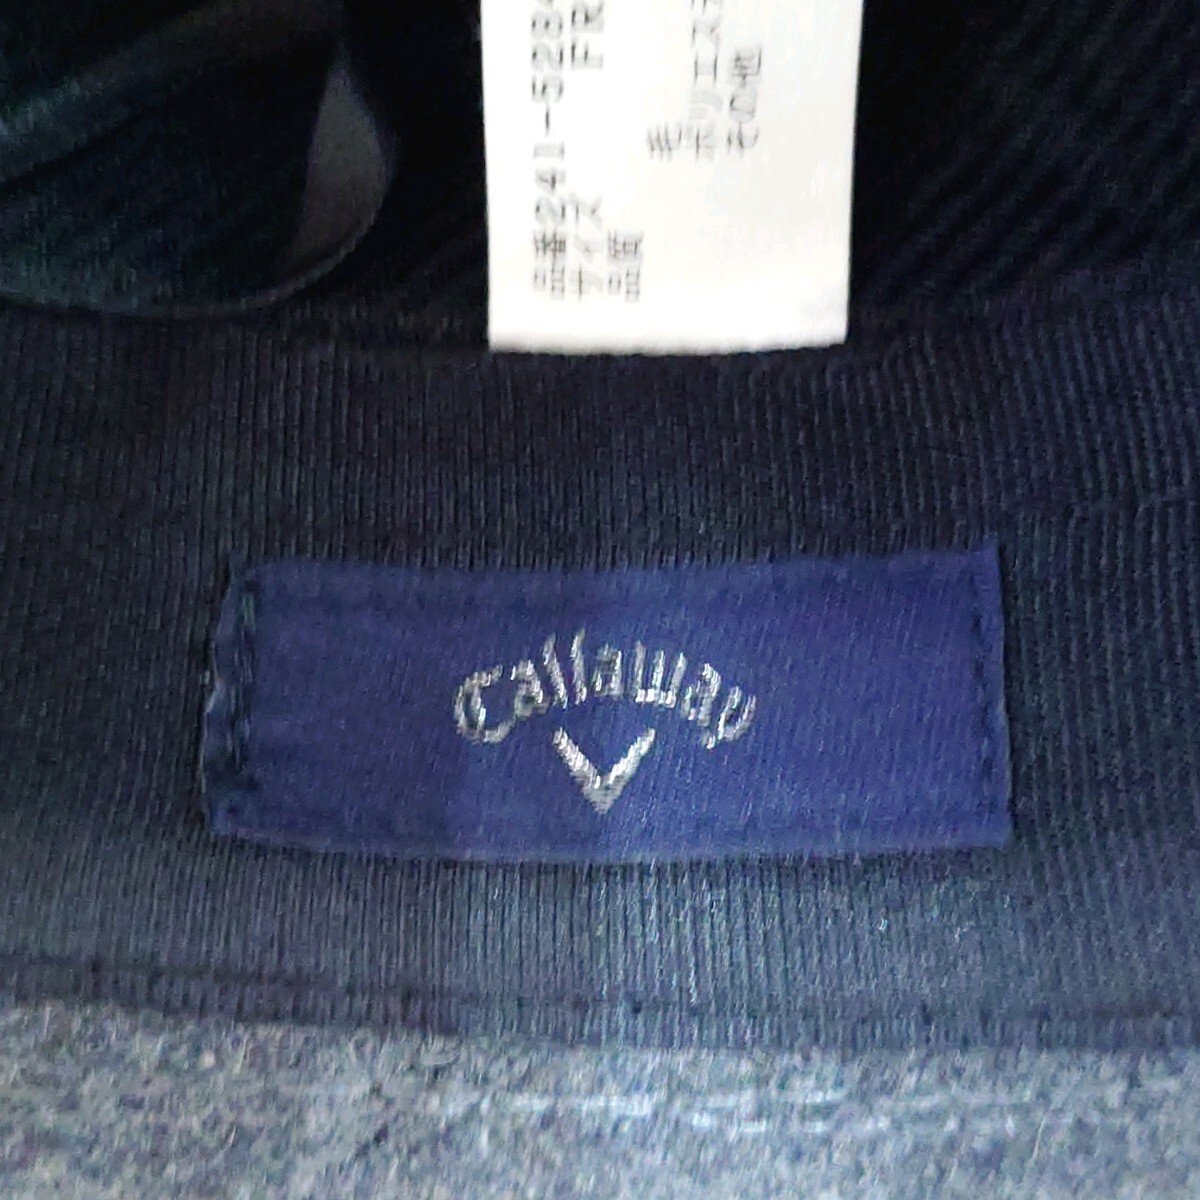 品番241-5284
サイズ FR
品質
毛
ポリエステ
その他
Callaway